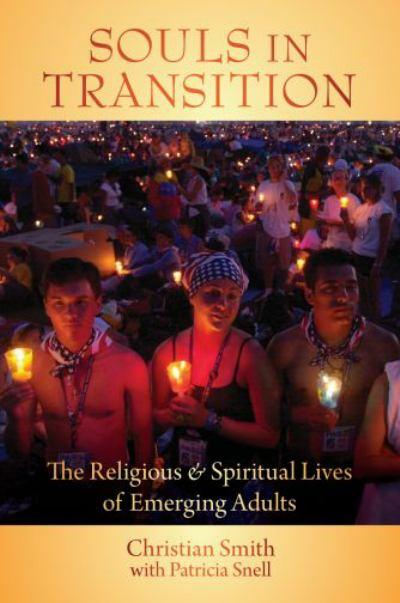 SOULS IN
TRANSITION
The Religious & Spiritual Lives
of Emerging Adults
Christian Smith
with Patricia Snell